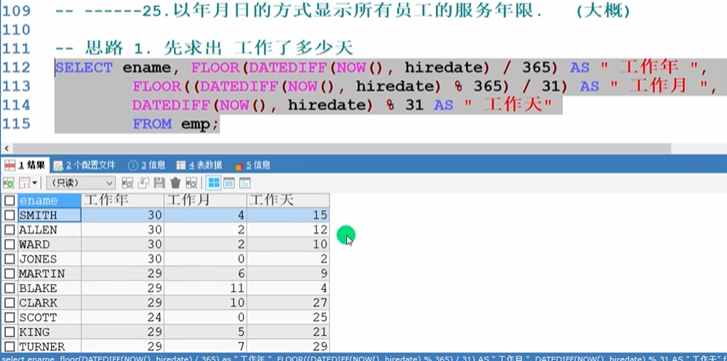 109 -- ------25.以年月日的方式显示所有员工的服务年限. (大概)
110
111 -- 思路 1. 先求出 工作了多少天
112 SELECT ename, FLOOR(DATEDIFF(NOW(), hiredate) / 365) AS " 工作年 ",
113 FLOOR((DATEDIFF(NOW(), hiredate) % 365) / 31) AS " 工作月 ",
114 DATEDIFF(NOW(), hiredate) % 31 AS " 工作天"
115 FROM emp;
1 结果 2 个配置文件 3 信息 4 表数据 5 信息
(只读)
ename 工作年 工作月 工作天
SMITH 30 4 15
ALLEN 30 2 12
WARD 30 2 10
JONES 30 0 2
MARTIN 29 6 9
BLAKE 29 11 4
CLARK 29 10 27
SCOTT 24 0 25
KING 29 5 21
TURNER 29 7 29
select ename, floor(DATEDIFF(NOW(), hiredate) / 365) as " 工作年 ", FLOOR((DATEDIFF(NOW(), hiredate) % 365) / 31) AS " 工作月 ", DATEDIFF(NOW(), hiredate) % 31 AS " 工作天"